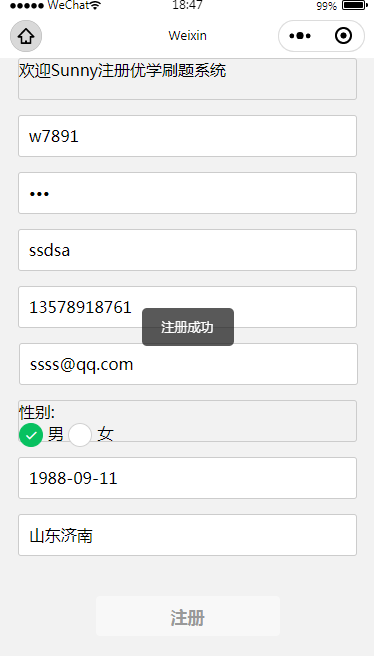 WeChat 18:47 99%
Weixin
欢迎Sunny注册优学刷题系统
w7891
•••
ssdsa
13578918761
注册成功
ssss@qq.com
性别:
男 女
1988-09-11
山东济南
注册